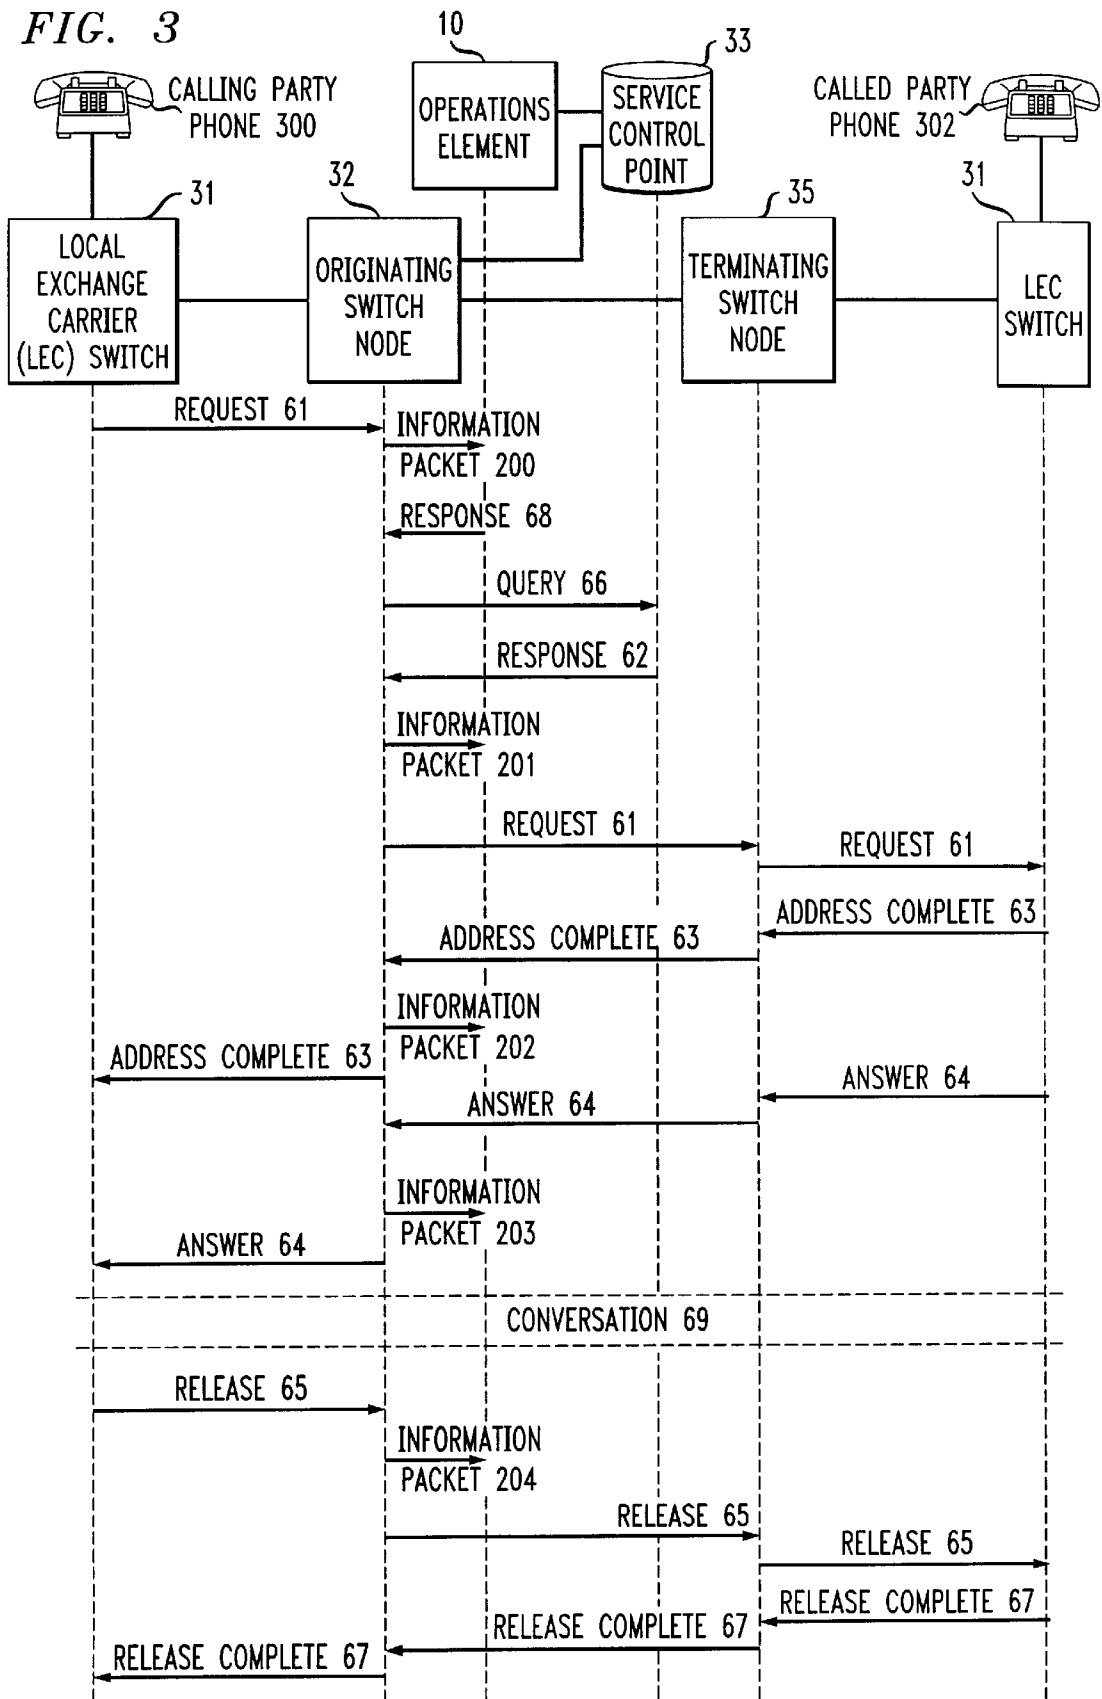 FIG. 3
10
33
CALLING PARTY
PHONE 300
OPERATIONS
ELEMENT
SERVICE
CONTROL
POINT
CALLED PARTY
PHONE 302
31
32
35
31
LOCAL
EXCHANGE
CARRIER
(LEC) SWITCH
ORIGINATING
SWITCH
NODE
TERMINATING
SWITCH
NODE
LEC
SWITCH
REQUEST 61
INFORMATION
PACKET 200
RESPONSE 68
QUERY 66
RESPONSE 62
INFORMATION
PACKET 201
REQUEST 61
REQUEST 61
ADDRESS COMPLETE 63
ADDRESS COMPLETE 63
INFORMATION
PACKET 202
ADDRESS COMPLETE 63
ANSWER 64
ANSWER 64
INFORMATION
PACKET 203
ANSWER 64
CONVERSATION 69
RELEASE 65
INFORMATION
PACKET 204
RELEASE 65
RELEASE 65
RELEASE COMPLETE 67
RELEASE COMPLETE 67
RELEASE COMPLETE 67